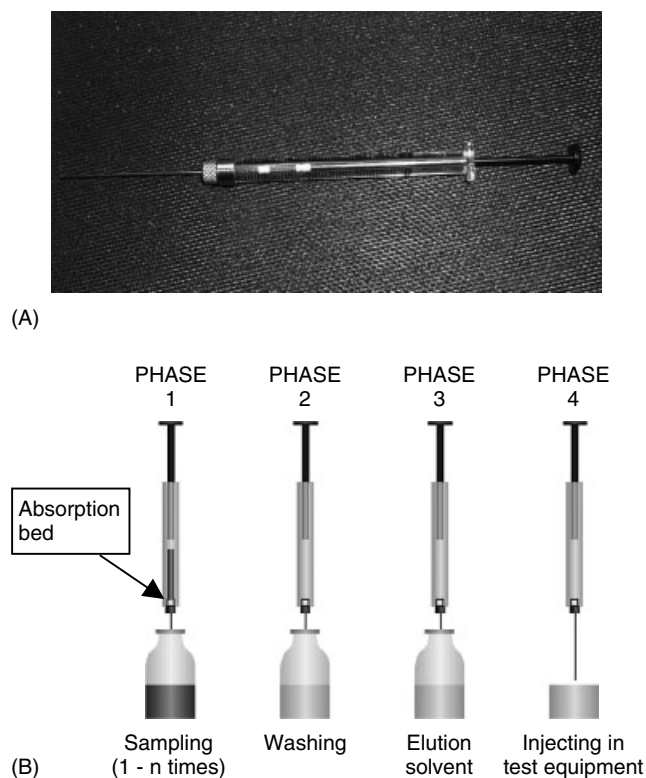 (A)
PHASE
1
PHASE
2
PHASE
3
PHASE
4
Absorption
bed
Sampling
(1 - n times)
Washing
Elution
solvent
Injecting in
test equipment
(B)